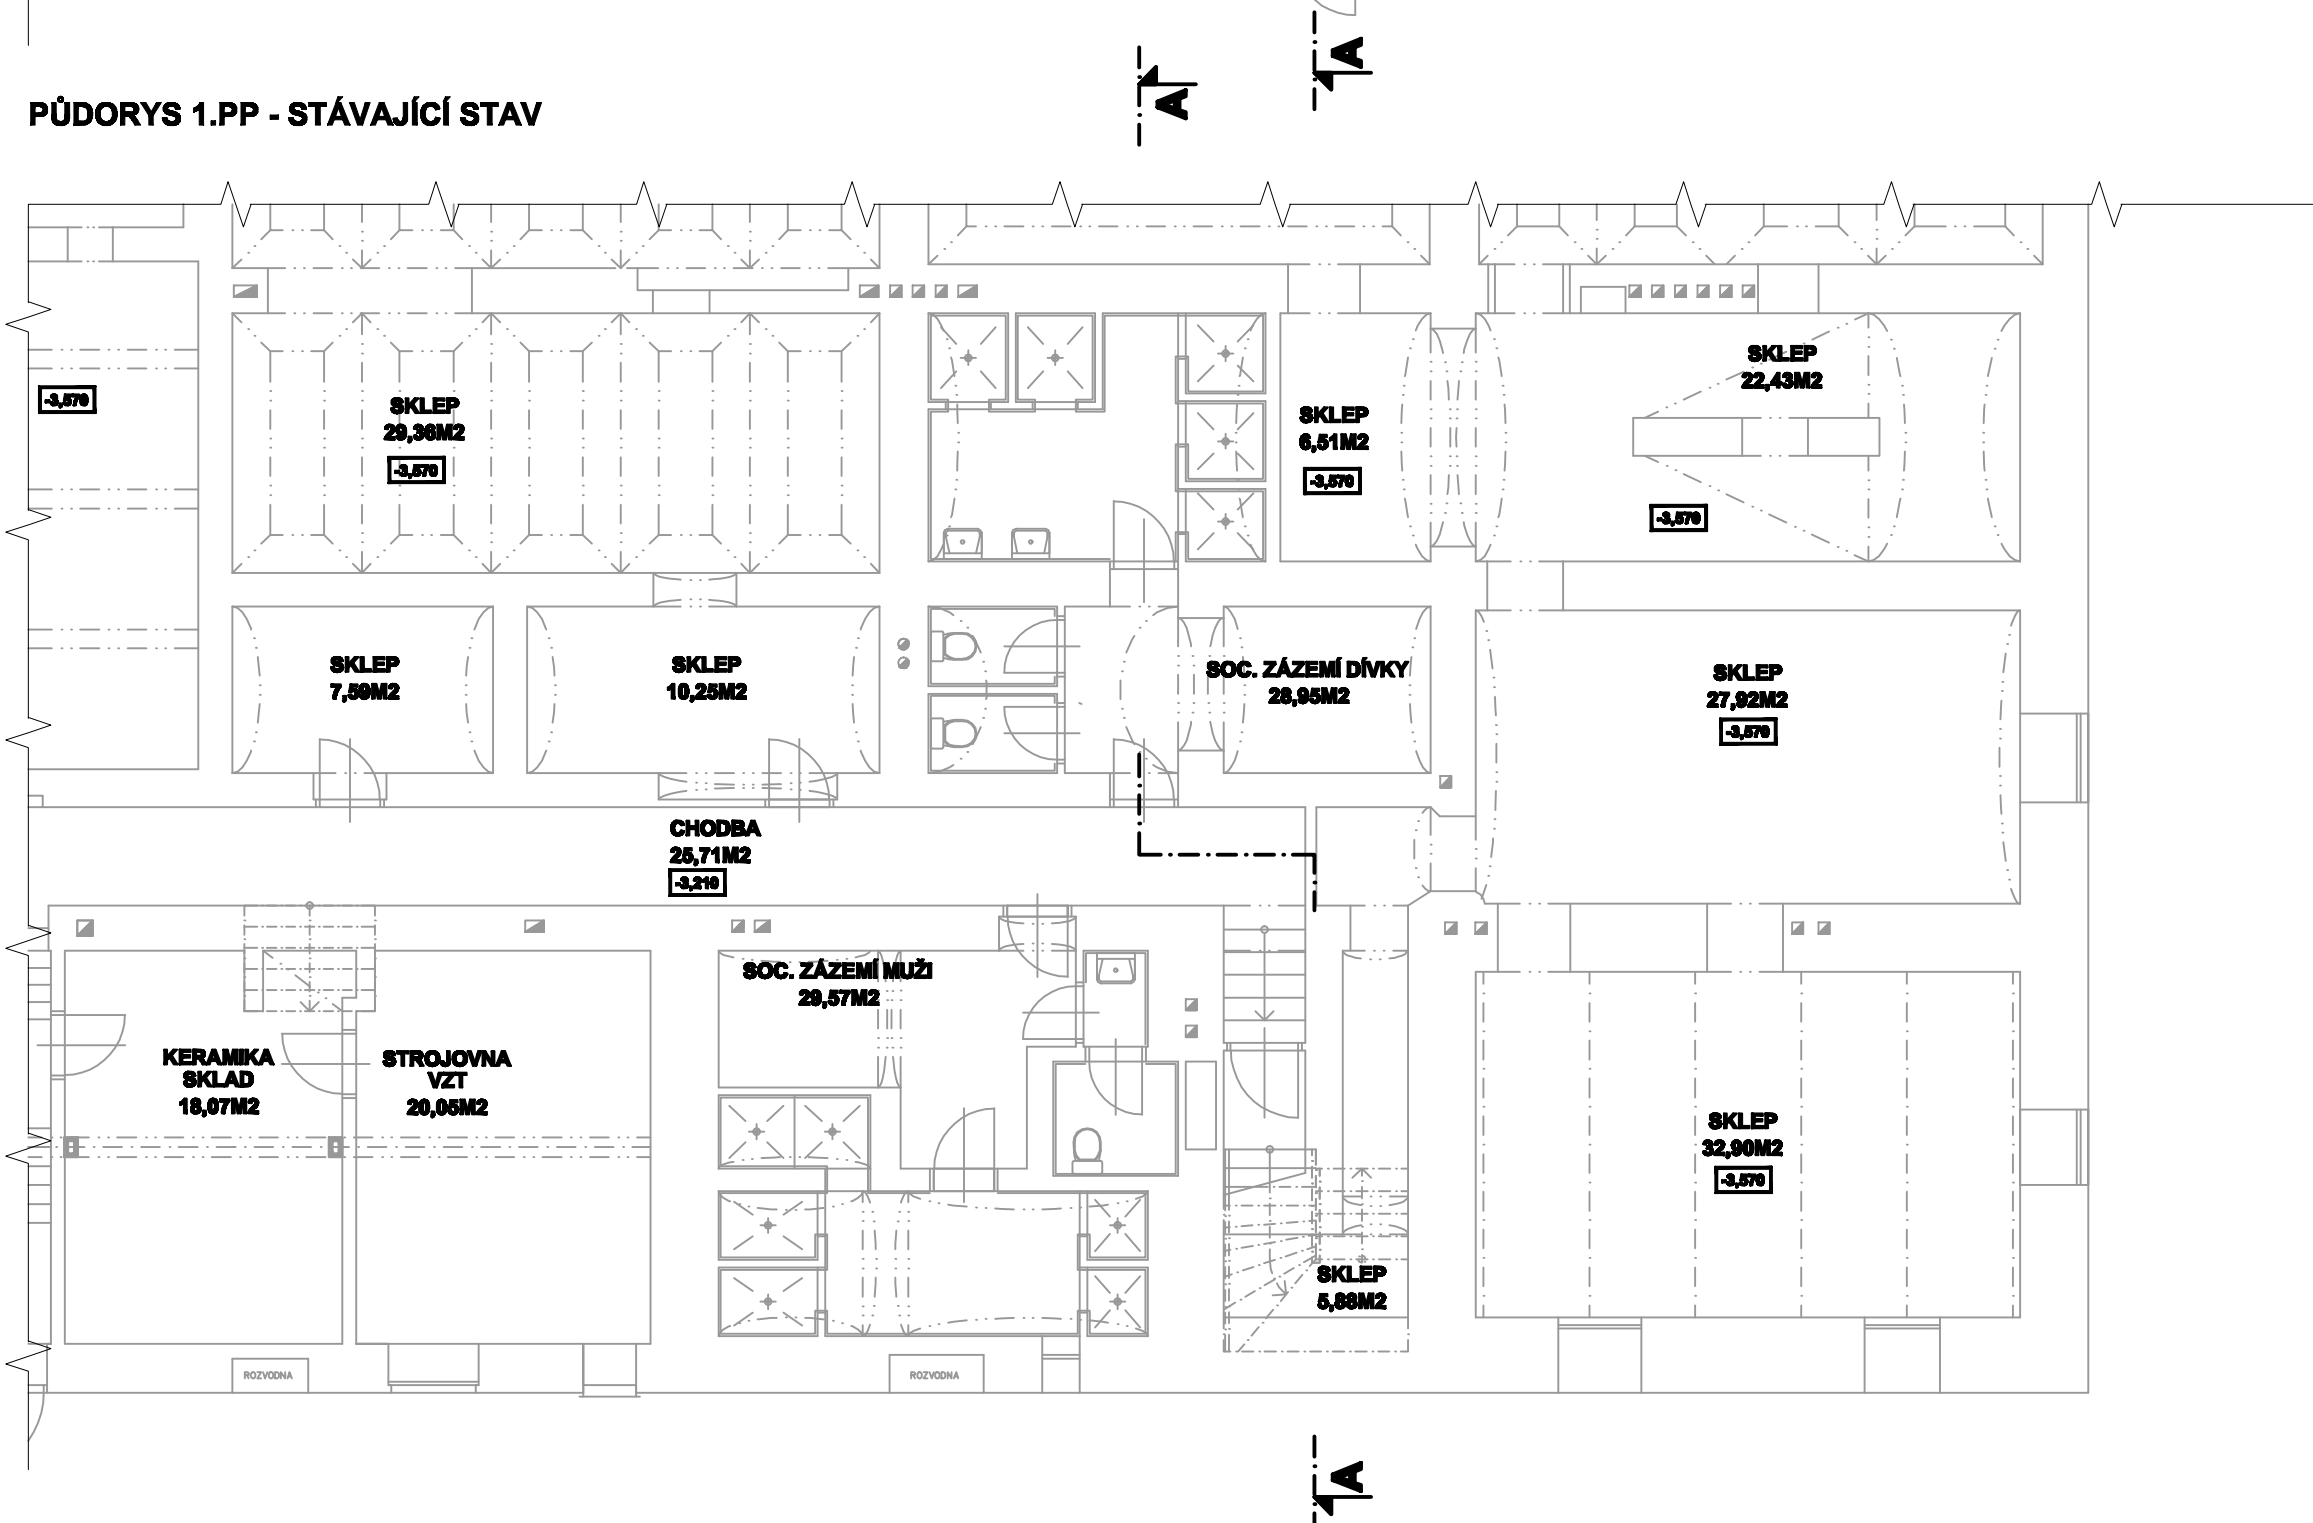 A
A
PŮDORYS 1.PP - STÁVAJÍCÍ STAV
-3,570
SKLEP
29,36M2
-3,570
SKLEP
6,51M2
-3,570
SKLEP
22,43M2
-3,570
SKLEP
7,59M2
SKLEP
10,25M2
SOC. ZÁZEMÍ DÍVKY
28,95M2
SKLEP
27,92M2
-3,570
CHODBA
25,71M2
-3,210
SOC. ZÁZEMÍ MUŽI
29,57M2
KERAMIKA
SKLAD
18,07M2
STROJOVNA
VZT
20,05M2
SKLEP
32,90M2
-3,570
SKLEP
5,88M2
ROZVODNA
ROZVODNA
A